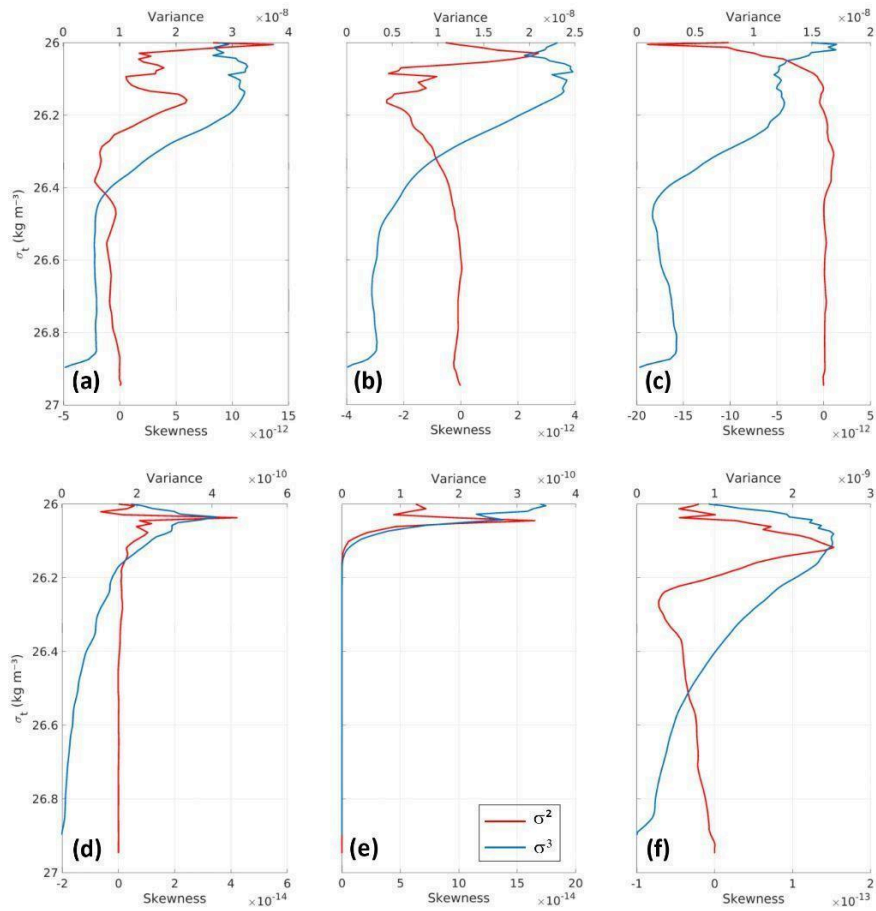 Variance Variance Variance
0 1 2 3 4 ×10⁻⁸ 0 0.5 1 1.5 2 2.5 ×10⁻⁸ 0 0.5 1 1.5 2 ×10⁻⁸
26
26.2
26.4
26.6
26.8
27
σt (kg m⁻³)
(a) (b) (c)
-5 0 5 10 15 ×10⁻¹² -4 -2 0 2 4 ×10⁻¹² -20 -15 -10 -5 0 5 ×10⁻¹²
Skewness Skewness Skewness
Variance Variance Variance
0 2 4 6 ×10⁻¹⁰ 0 1 2 3 4 ×10⁻¹⁰ 0 1 2 3 ×10⁻⁹
26
26.2
26.4
26.6
26.8
27
σt (kg m⁻³)
σ²
σ³
(d) (e) (f)
-2 0 2 4 6 ×10⁻¹⁴ 0 5 10 15 20 ×10⁻¹⁴ -1 0 1 2 ×10⁻¹³
Skewness Skewness Skewness